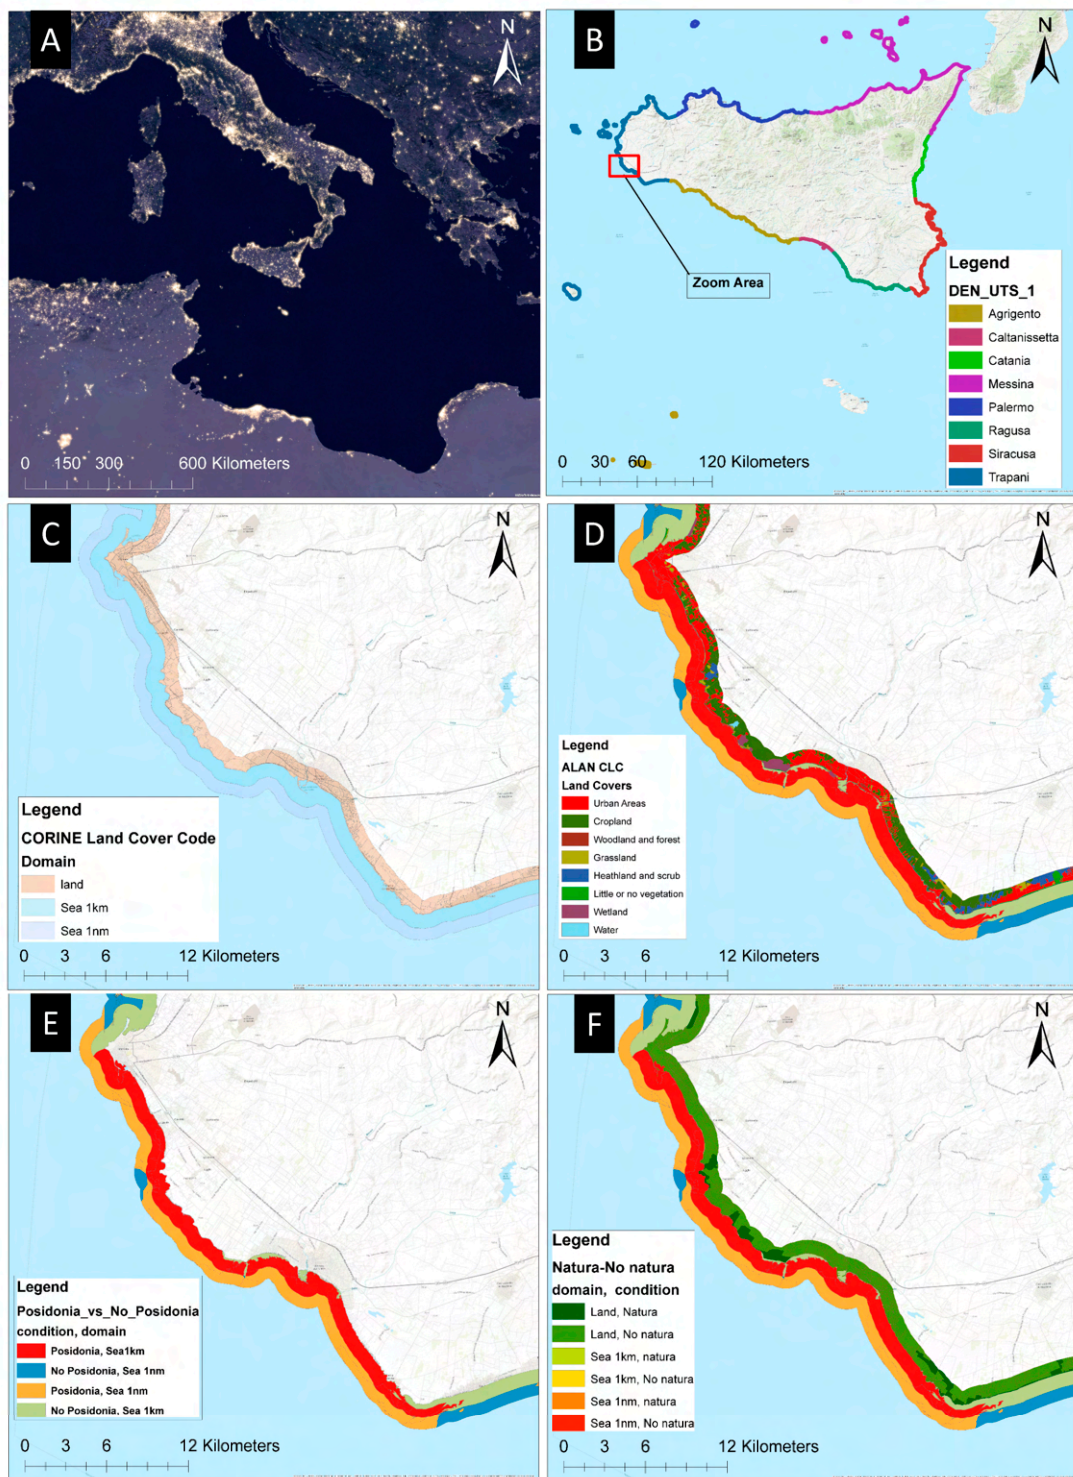 A
N
0 150 300 600 Kilometers
B
N
Zoom Area
Legend
DEN_UTS_1
Agrigento
Caltanissetta
Catania
Messina
Palermo
Ragusa
Siracusa
Trapani
0 30 60 120 Kilometers
C
N
Legend
CORINE Land Cover Code
Domain
land
Sea 1km
Sea 1nm
0 3 6 12 Kilometers
D
N
Legend
ALAN CLC
Land Covers
Urban Areas
Cropland
Woodland and forest
Grassland
Heathland and scrub
Little or no vegetation
Wetland
Water
0 3 6 12 Kilometers
E
N
Legend
Posidonia_vs_No_Posidonia
condition, domain
Posidonia, Sea1km
No Posidonia, Sea 1nm
Posidonia, Sea 1nm
No Posidonia, Sea 1km
0 3 6 12 Kilometers
F
N
Legend
Natura-No natura
domain, condition
Land, Natura
Land, No natura
Sea 1km, natura
Sea 1km, No natura
Sea 1nm, natura
Sea 1nm, No natura
0 3 6 12 Kilometers